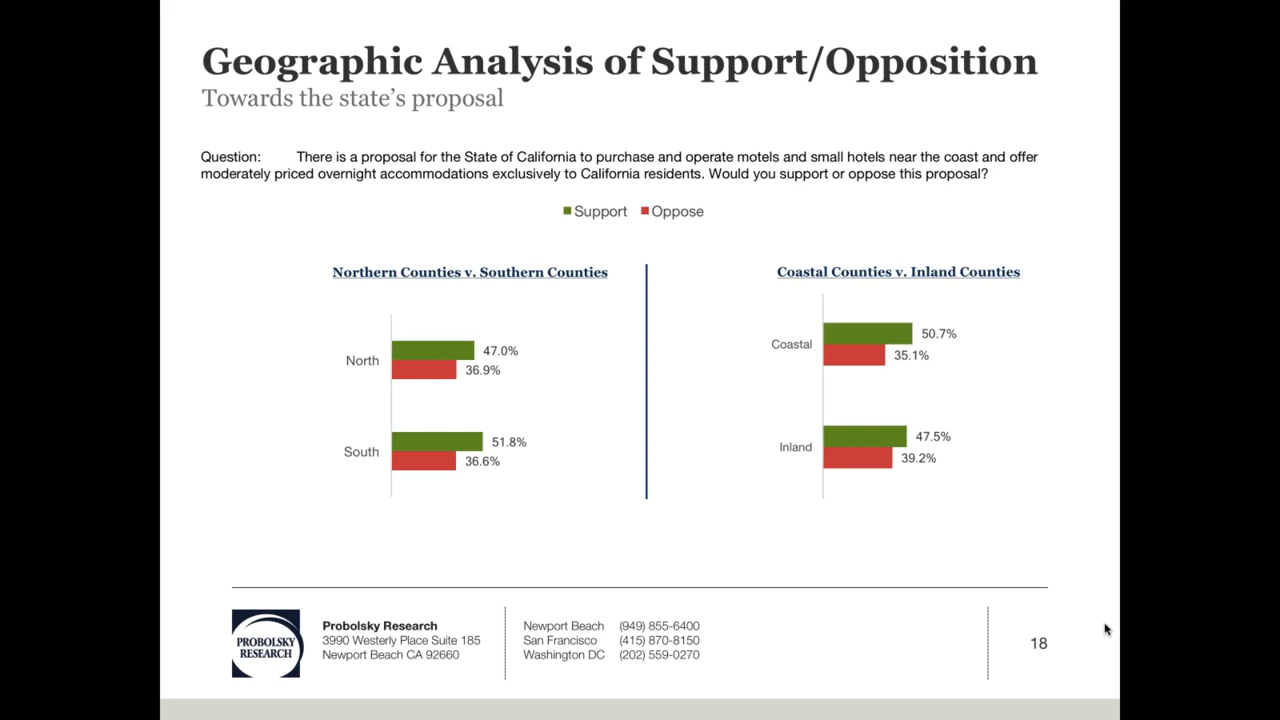 Geographic Analysis of Support/Opposition
Towards the state's proposal
Question: There is a proposal for the State of California to purchase and operate motels and small hotels near the coast and offer
moderately priced overnight accommodations exclusively to California residents. Would you support or oppose this proposal?
Support Oppose
Northern Counties v. Southern Counties
North
47.0%
36.9%
South
51.8%
36.6%
Coastal Counties v. Inland Counties
Coastal
50.7%
35.1%
Inland
47.5%
39.2%
PROBOLSKY
RESEARCH
Probolsky Research
3990 Westerly Place Suite 185
Newport Beach CA 92660
Newport Beach (949) 855-6400
San Francisco (415) 870-8150
Washington DC (202) 559-0270
18